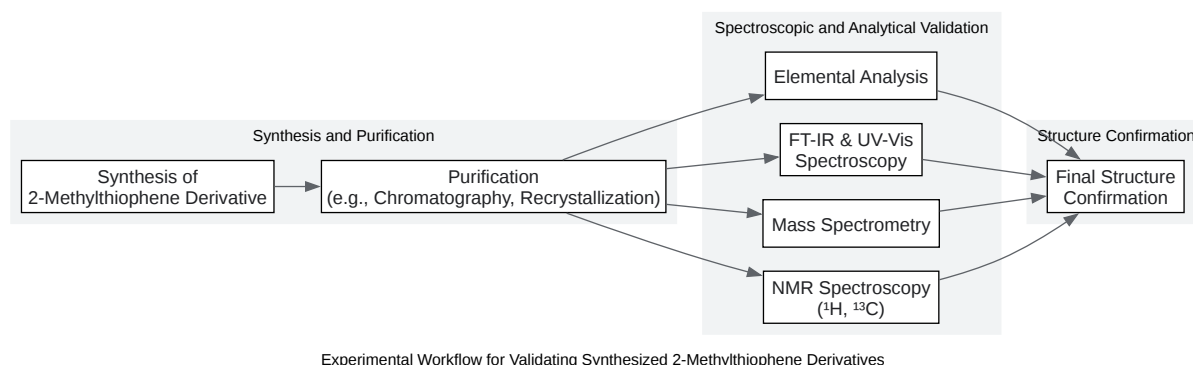 Synthesis and Purification
Synthesis of
2-Methylthiophene Derivative
Purification
(e.g., Chromatography, Recrystallization)
Spectroscopic and Analytical Validation
Elemental Analysis
FT-IR & UV-Vis
Spectroscopy
Mass Spectrometry
NMR Spectroscopy
(¹H, ¹³C)
Structure Confirmation
Final Structure
Confirmation
Experimental Workflow for Validating Synthesized 2-Methylthiophene Derivatives